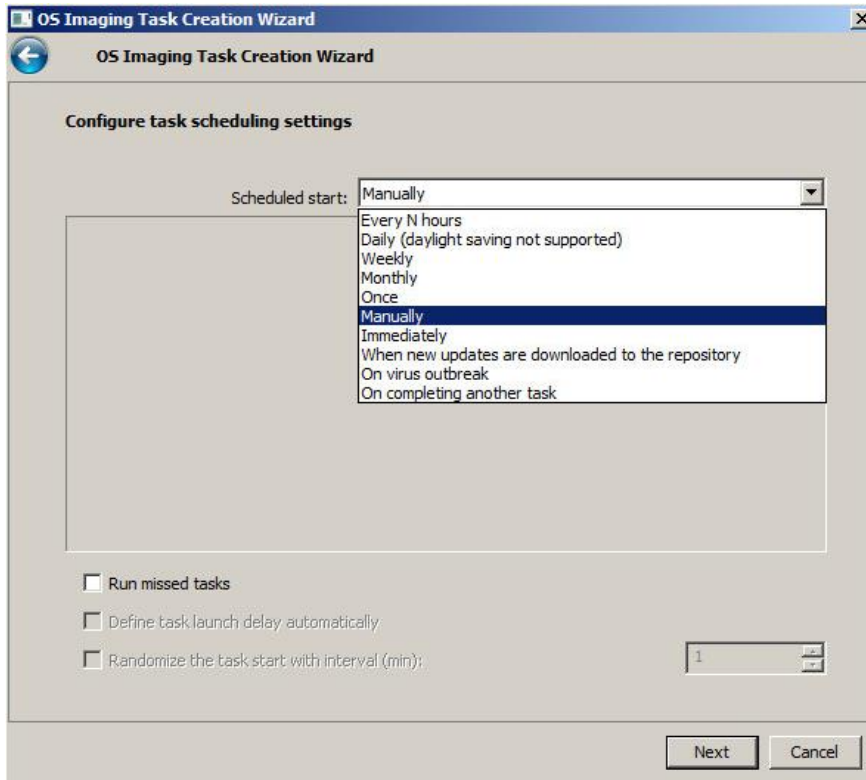 OS Imaging Task Creation Wizard
OS Imaging Task Creation Wizard
Configure task scheduling settings
Scheduled start: Manually
Every N hours
Daily (daylight saving not supported)
Weekly
Monthly
Once
Manually
Immediately
When new updates are downloaded to the repository
On virus outbreak
On completing another task
Run missed tasks
Define task launch delay automatically
Randomize the task start with interval (min): 1
Next Cancel